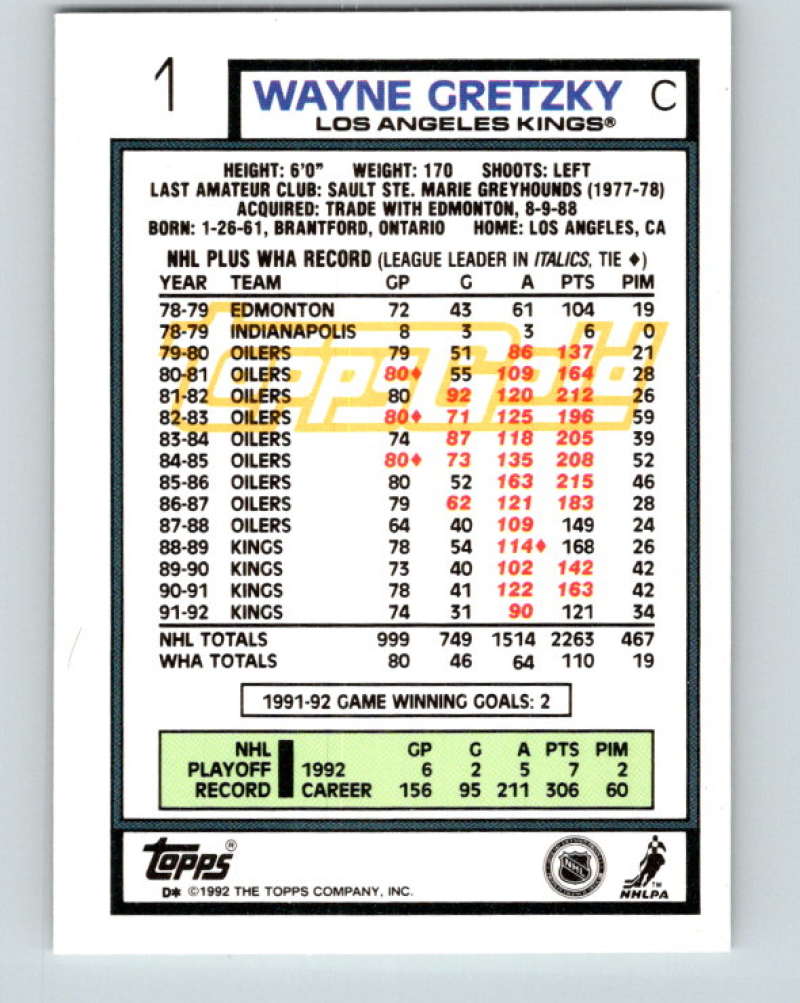 1
WAYNE GRETZKY C
LOS ANGELES KINGS®
HEIGHT: 6'0" WEIGHT: 170 SHOOTS: LEFT
LAST AMATEUR CLUB: SAULT STE. MARIE GREYHOUNDS (1977-78)
ACQUIRED: TRADE WITH EDMONTON, 8-9-88
BORN: 1-26-61, BRANTFORD, ONTARIO HOME: LOS ANGELES, CA
NHL PLUS WHA RECORD (LEAGUE LEADER IN ITALICS, TIE ♦)
YEAR TEAM GP G A PTS PIM
78-79 EDMONTON 72 43 61 104 19
78-79 INDIANAPOLIS 8 3 3 6 0
79-80 OILERS 79 51 86 137 21
80-81 OILERS 80♦ 55 109 164 28
81-82 OILERS 80 92 120 212 26
82-83 OILERS 80♦ 71 125 196 59
83-84 OILERS 74 87 118 205 39
84-85 OILERS 80♦ 73 135 208 52
85-86 OILERS 80 52 163 215 46
86-87 OILERS 79 62 121 183 28
87-88 OILERS 64 40 109 149 24
88-89 KINGS 78 54 114♦ 168 26
89-90 KINGS 73 40 102 142 42
90-91 KINGS 78 41 122 163 42
91-92 KINGS 74 31 90 121 34
NHL TOTALS 999 749 1514 2263 467
WHA TOTALS 80 46 64 110 19
ToppsGold
1991-92 GAME WINNING GOALS: 2
NHL GP G A PTS PIM
PLAYOFF 1992 6 2 5 7 2
RECORD CAREER 156 95 211 306 60
TOPPS®
D* ©1992 THE TOPPS COMPANY, INC.
NHL
TM
NHLPA